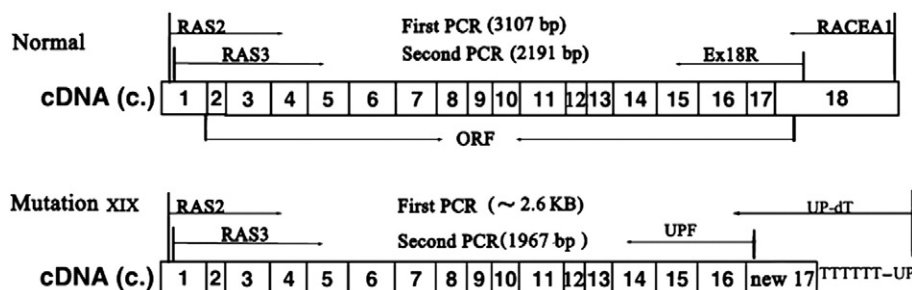 RAS2 First PCR (3107 bp) RACEA1
Normal
RAS3 Second PCR (2191 bp) Ex18R
cDNA (c.) 1 2 3 4 5 6 7 8 9 10 11 12 13 14 15 16 17 18
ORF
Mutation XIX
RAS2 First PCR (~ 2.6 KB) UP-dT
RAS3 Second PCR(1967 bp ) UPF
cDNA (c.) 1 2 3 4 5 6 7 8 9 10 11 12 13 14 15 16 new 17 TTTTTT-UP